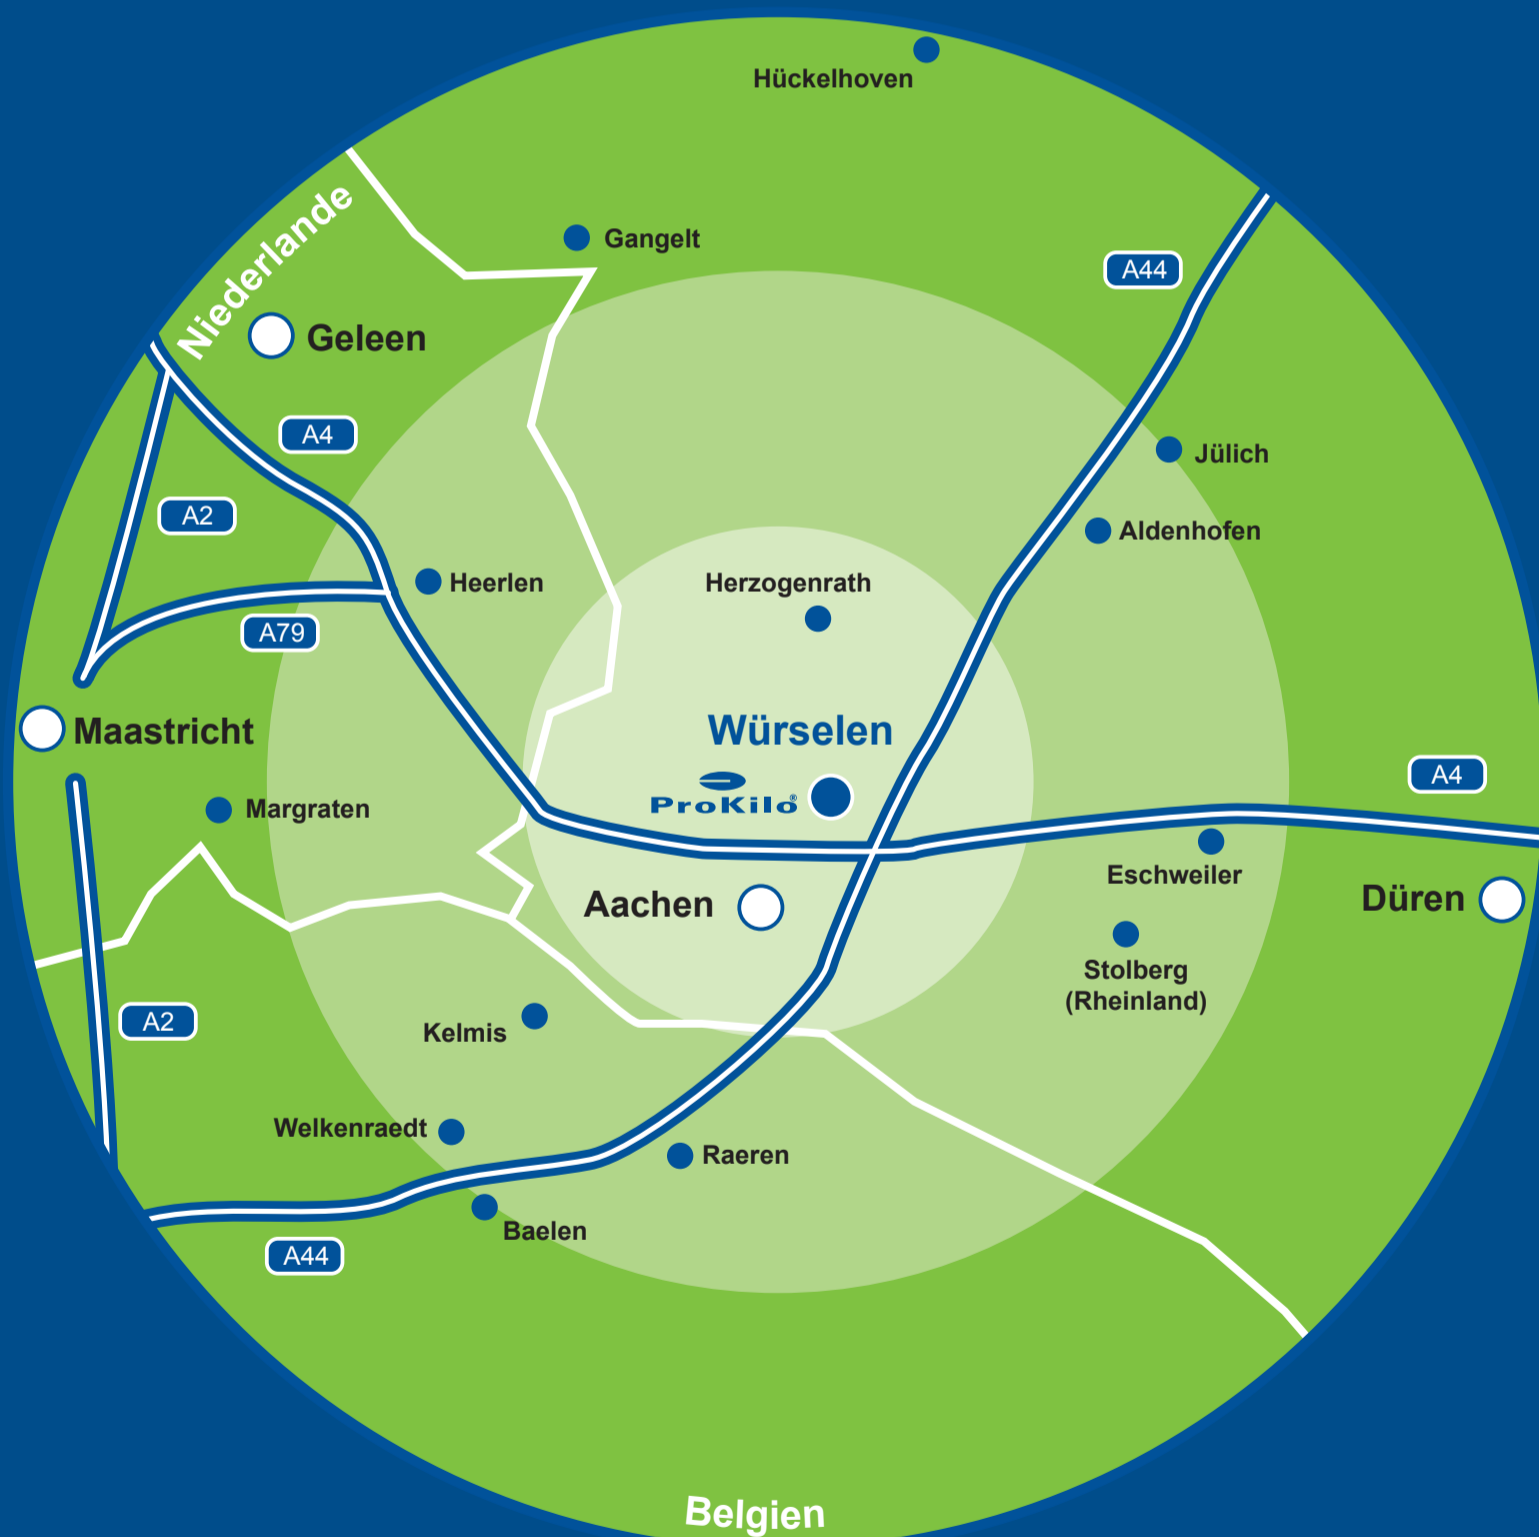 Hückelhoven
Niederlande
Gangelt
A44
Geleen
A4
Jülich
A2
Aldenhofen
Heerlen
Herzogenrath
A79
Würselen
Maastricht
A4
ProKilo®
Margraten
Eschweiler
Aachen
Düren
Stolberg
(Rheinland)
A2
Kelmis
Welkenraedt
Raeren
Baelen
A44
Belgien